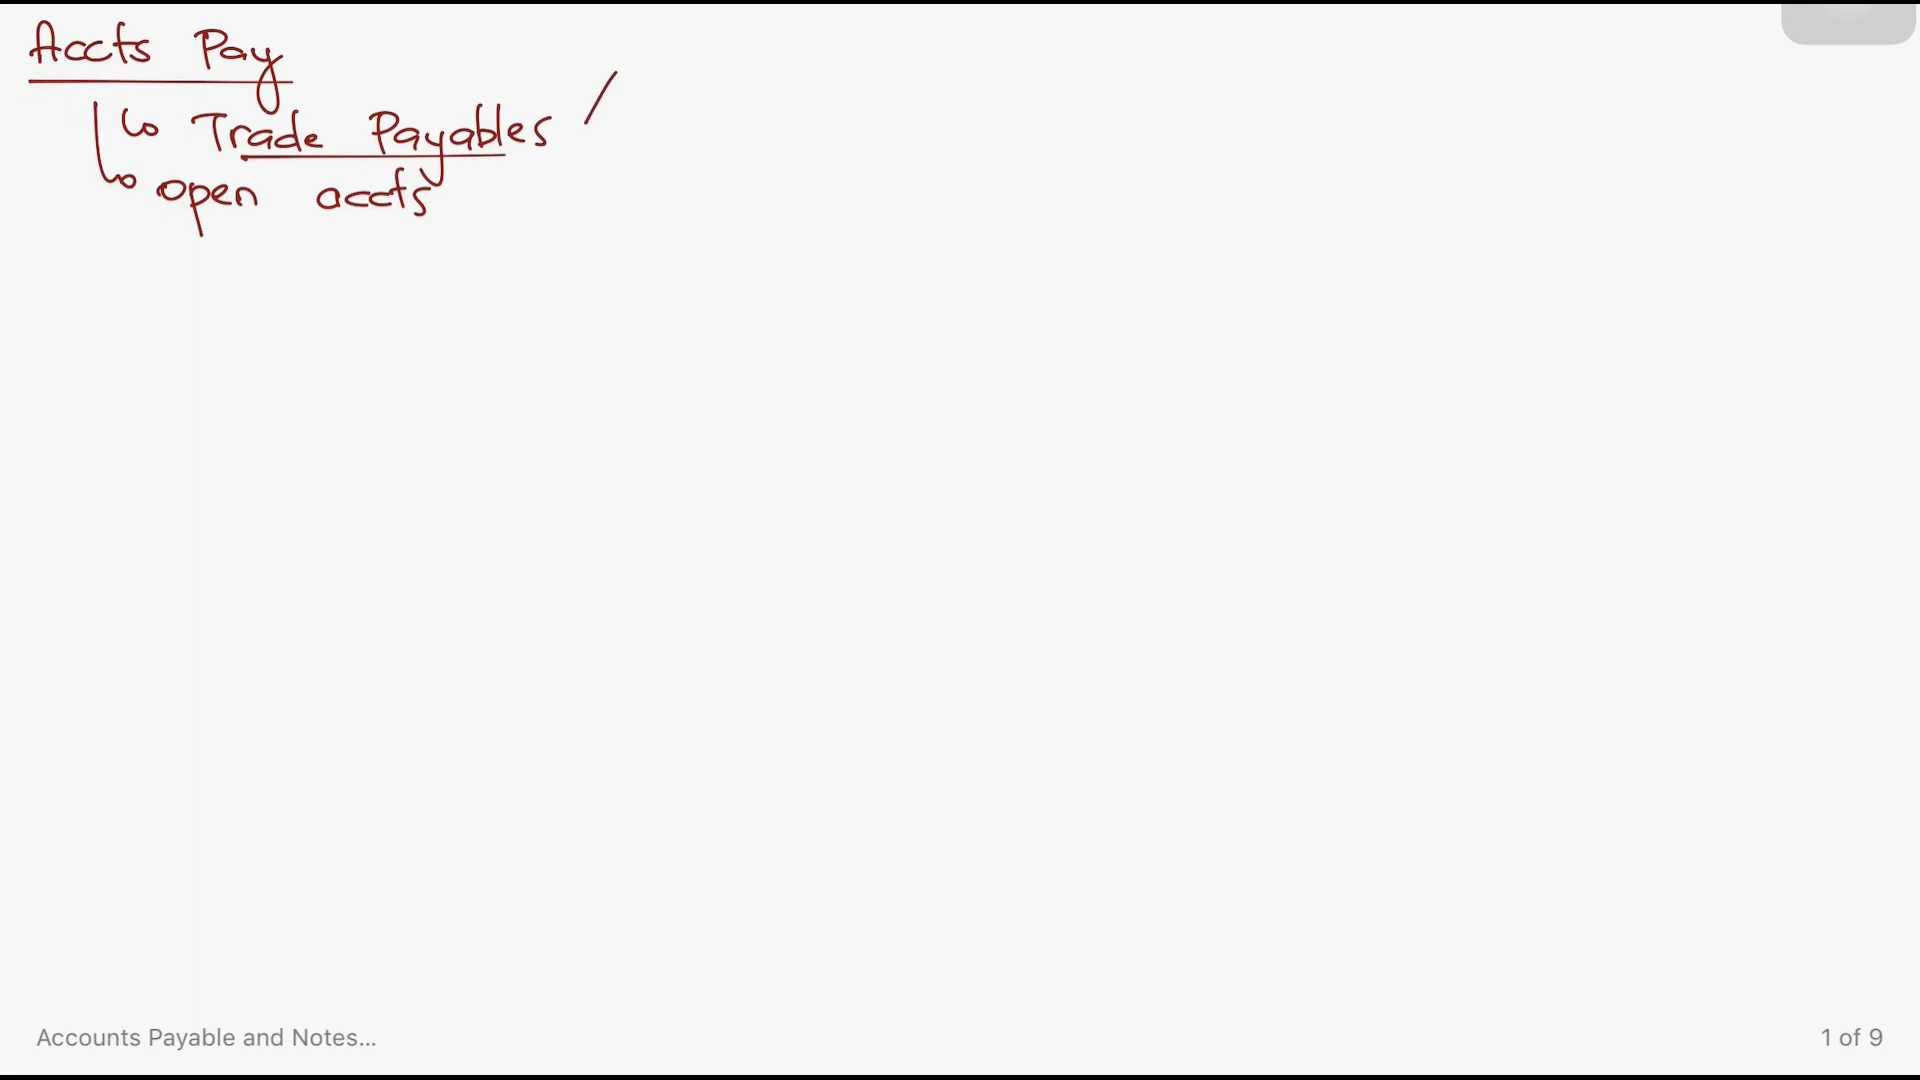 Accts Pay
↳ Trade Payables /
↳ open accts
Accounts Payable and Notes...
1 of 9